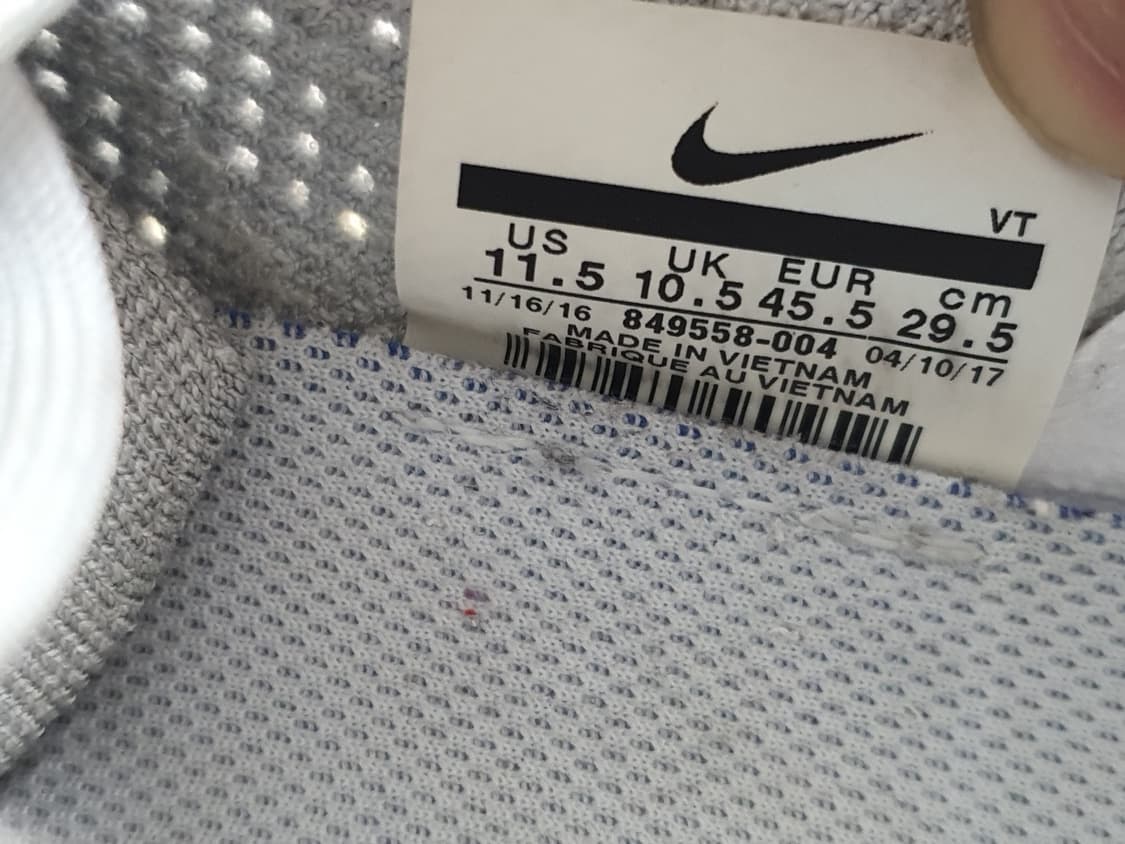 VT
US UK EUR cm
11.5 10.5 45.5 29.5
11/16/16 849558-004 04/10/17
MADE IN VIETNAM
FABRIQUE AU VIETNAM